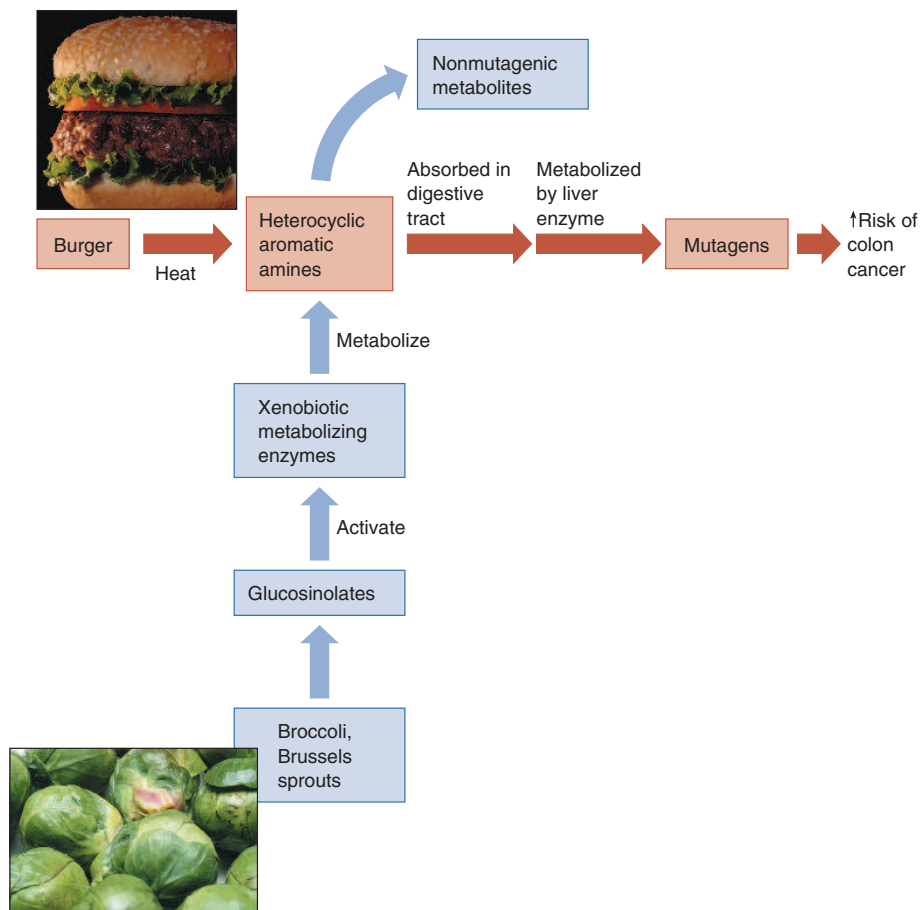 Nonmutagenic
metabolites
Absorbed in
digestive
tract
Metabolized
by liver
enzyme
Burger
Heat
Heterocyclic
aromatic
amines
Mutagens
↑Risk of
colon
cancer
Metabolize
Xenobiotic
metabolizing
enzymes
Activate
Glucosinolates
Broccoli,
Brussels
sprouts